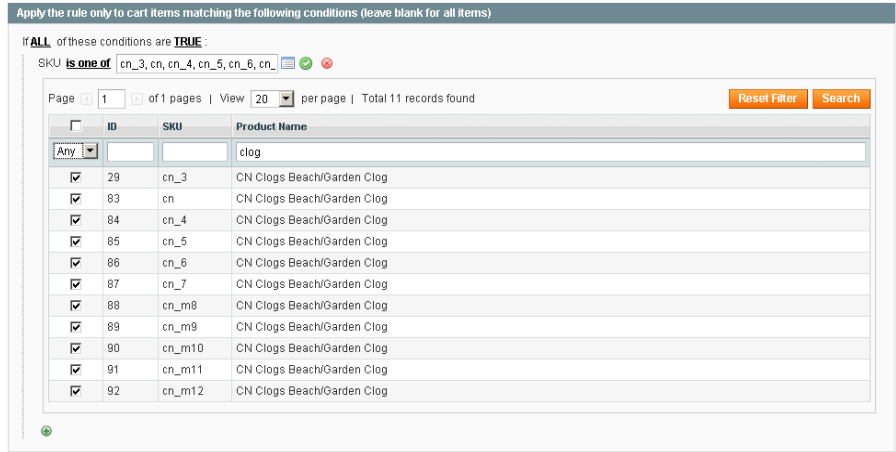 Apply the rule only to cart items matching the following conditions (leave blank for all items)
If ALL of these conditions are TRUE :
SKU is one of cn_3, cn, cn_4, cn_5, cn_6, cn_
Page 1 of 1 pages | View 20 per page | Total 11 records found Reset Filter Search
ID SKU Product Name
Any clog
29 cn_3 CN Clogs Beach/Garden Clog
83 cn CN Clogs Beach/Garden Clog
84 cn_4 CN Clogs Beach/Garden Clog
85 cn_5 CN Clogs Beach/Garden Clog
86 cn_6 CN Clogs Beach/Garden Clog
87 cn_7 CN Clogs Beach/Garden Clog
88 cn_m8 CN Clogs Beach/Garden Clog
89 cn_m9 CN Clogs Beach/Garden Clog
90 cn_m10 CN Clogs Beach/Garden Clog
91 cn_m11 CN Clogs Beach/Garden Clog
92 cn_m12 CN Clogs Beach/Garden Clog